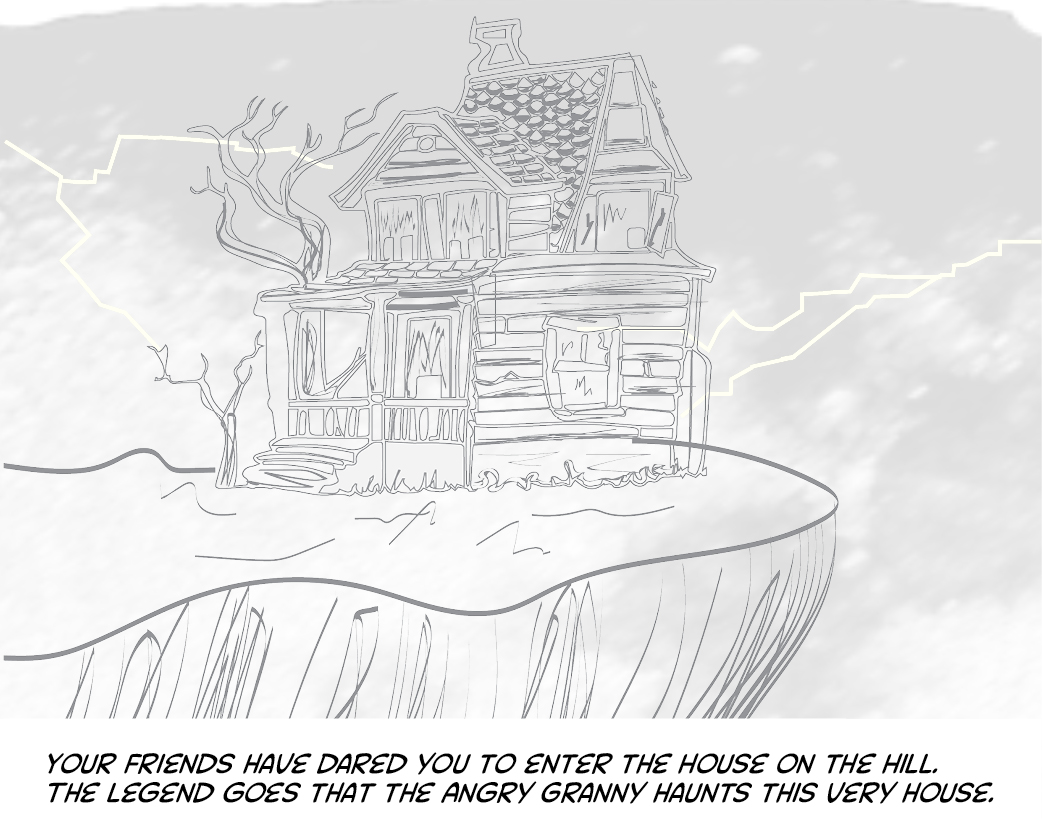 YOUR FRIENDS HAVE DARED YOU TO ENTER THE HOUSE ON THE HILL.
THE LEGEND GOES THAT THE ANGRY GRANNY HAUNTS THIS VERY HOUSE.